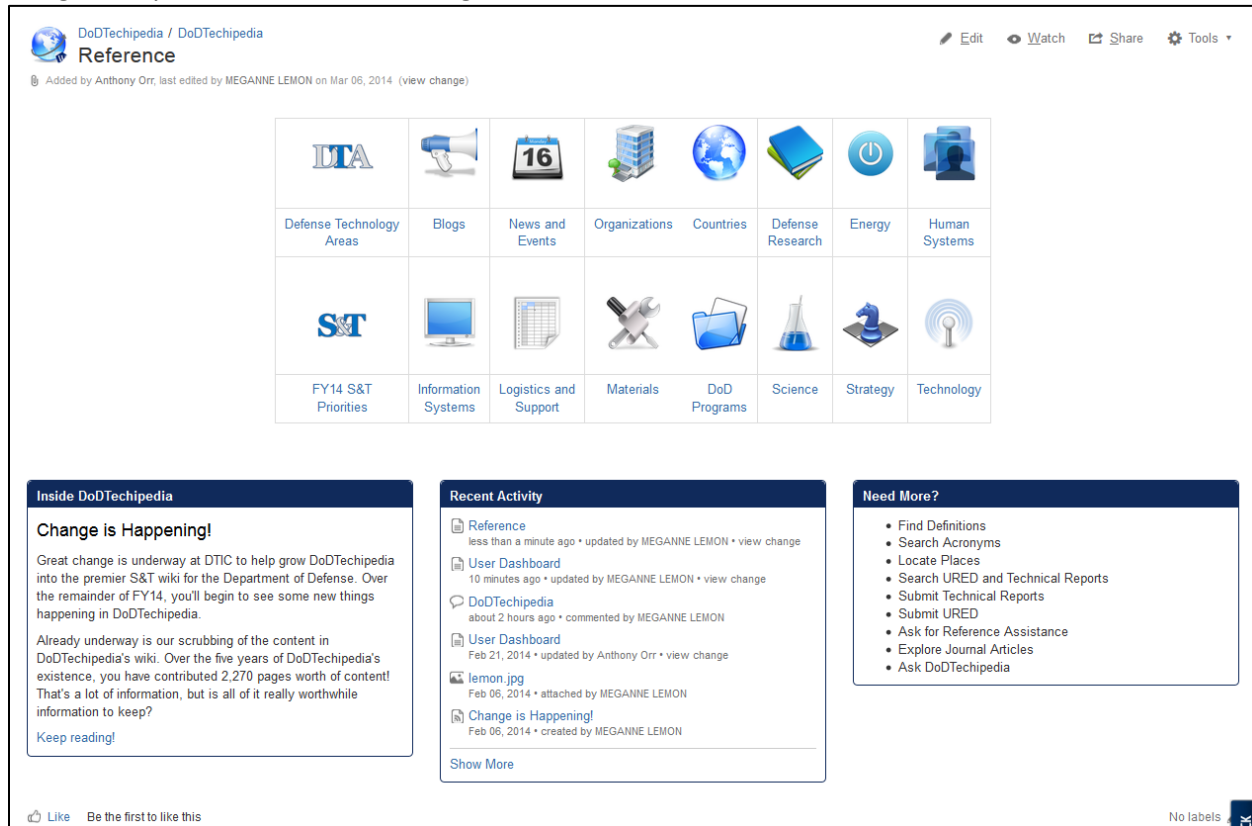 DoDTechipedia / DoDTechipedia
Reference
Edit Watch Share Tools
Added by Anthony Orr, last edited by MEGANNE LEMON on Mar 06, 2014 (view change)
DTA
16
Defense Technology Areas
Blogs
News and Events
Organizations
Countries
Defense Research
Energy
Human Systems
S&T
FY14 S&T Priorities
Information Systems
Logistics and Support
Materials
DoD Programs
Science
Strategy
Technology
Inside DoDTechipedia
Change is Happening!
Great change is underway at DTIC to help grow DoDTechipedia
into the premier S&T wiki for the Department of Defense. Over
the remainder of FY14, you'll begin to see some new things
happening in DoDTechipedia.
Already underway is our scrubbing of the content in
DoDTechipedia's wiki. Over the five years of DoDTechipedia's
existence, you have contributed 2,270 pages worth of content!
That's a lot of information, but is all of it really worthwhile
information to keep?
Keep reading!
Recent Activity
Reference
less than a minute ago • updated by MEGANNE LEMON • view change
User Dashboard
10 minutes ago • updated by MEGANNE LEMON • view change
DoDTechipedia
about 2 hours ago • commented by MEGANNE LEMON
User Dashboard
Feb 21, 2014 • updated by Anthony Orr • view change
lemon.jpg
Feb 06, 2014 • attached by MEGANNE LEMON
Change is Happening!
Feb 06, 2014 • created by MEGANNE LEMON
Show More
Need More?
• Find Definitions
• Search Acronyms
• Locate Places
• Search URED and Technical Reports
• Submit Technical Reports
• Submit URED
• Ask for Reference Assistance
• Explore Journal Articles
• Ask DoDTechipedia
Like Be the first to like this
No labels